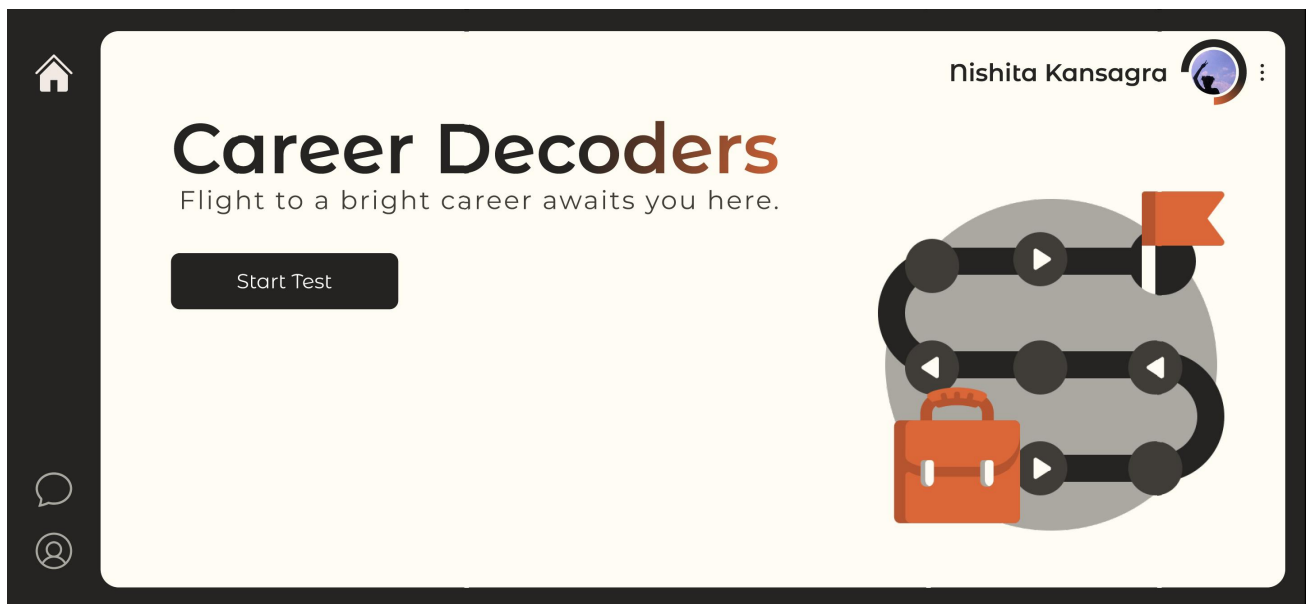 Nishita Kansagra
Career Decoders
Flight to a bright career awaits you here.
Start Test